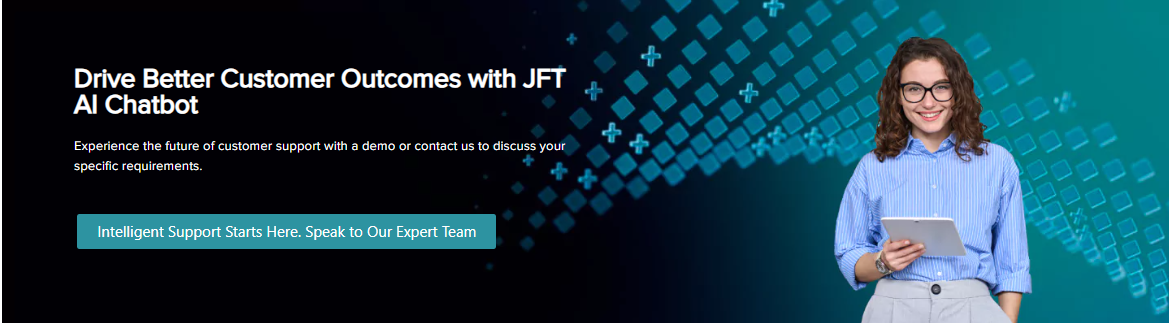 Drive Better Customer Outcomes with JFT
AI Chatbot
Experience the future of customer support with a demo or contact us to discuss your
specific requirements.
Intelligent Support Starts Here. Speak to Our Expert Team